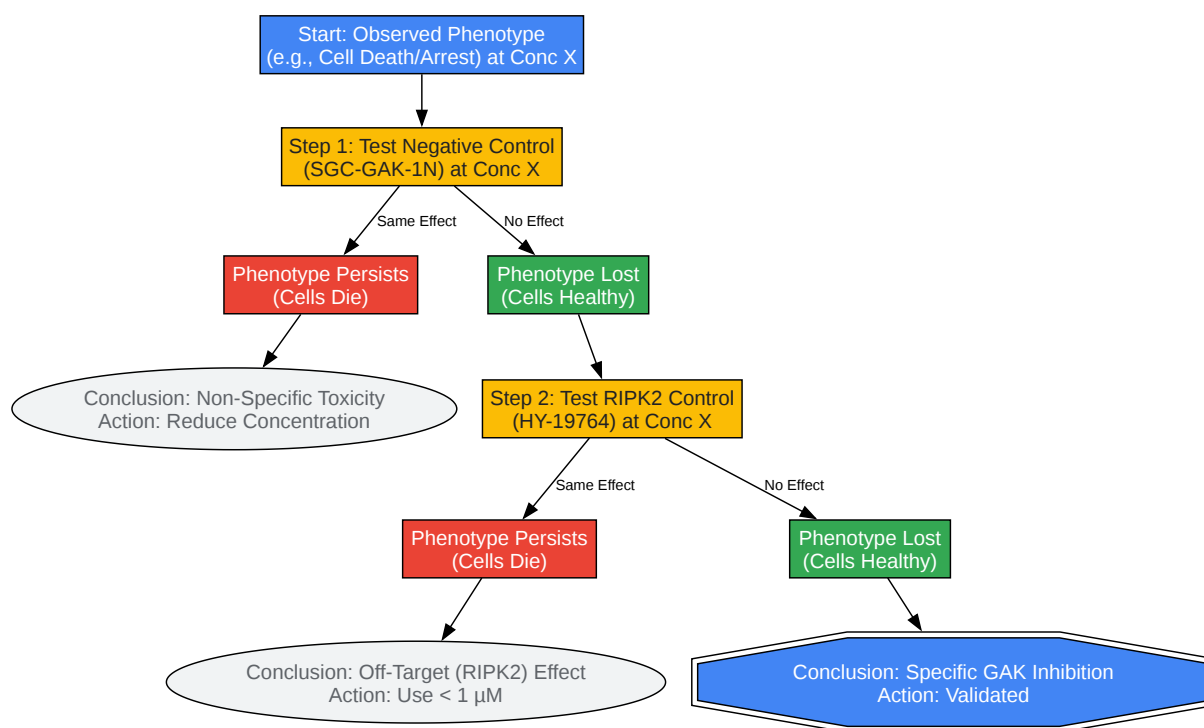 Start: Observed Phenotype
(e.g., Cell Death/Arrest) at Conc X
Step 1: Test Negative Control
(SGC-GAK-1N) at Conc X
Same Effect
No Effect
Phenotype Persists
(Cells Die)
Phenotype Lost
(Cells Healthy)
Conclusion: Non-Specific Toxicity
Action: Reduce Concentration
Step 2: Test RIPK2 Control
(HY-19764) at Conc X
Same Effect
No Effect
Phenotype Persists
(Cells Die)
Phenotype Lost
(Cells Healthy)
Conclusion: Off-Target (RIPK2) Effect
Action: Use < 1 µM
Conclusion: Specific GAK Inhibition
Action: Validated